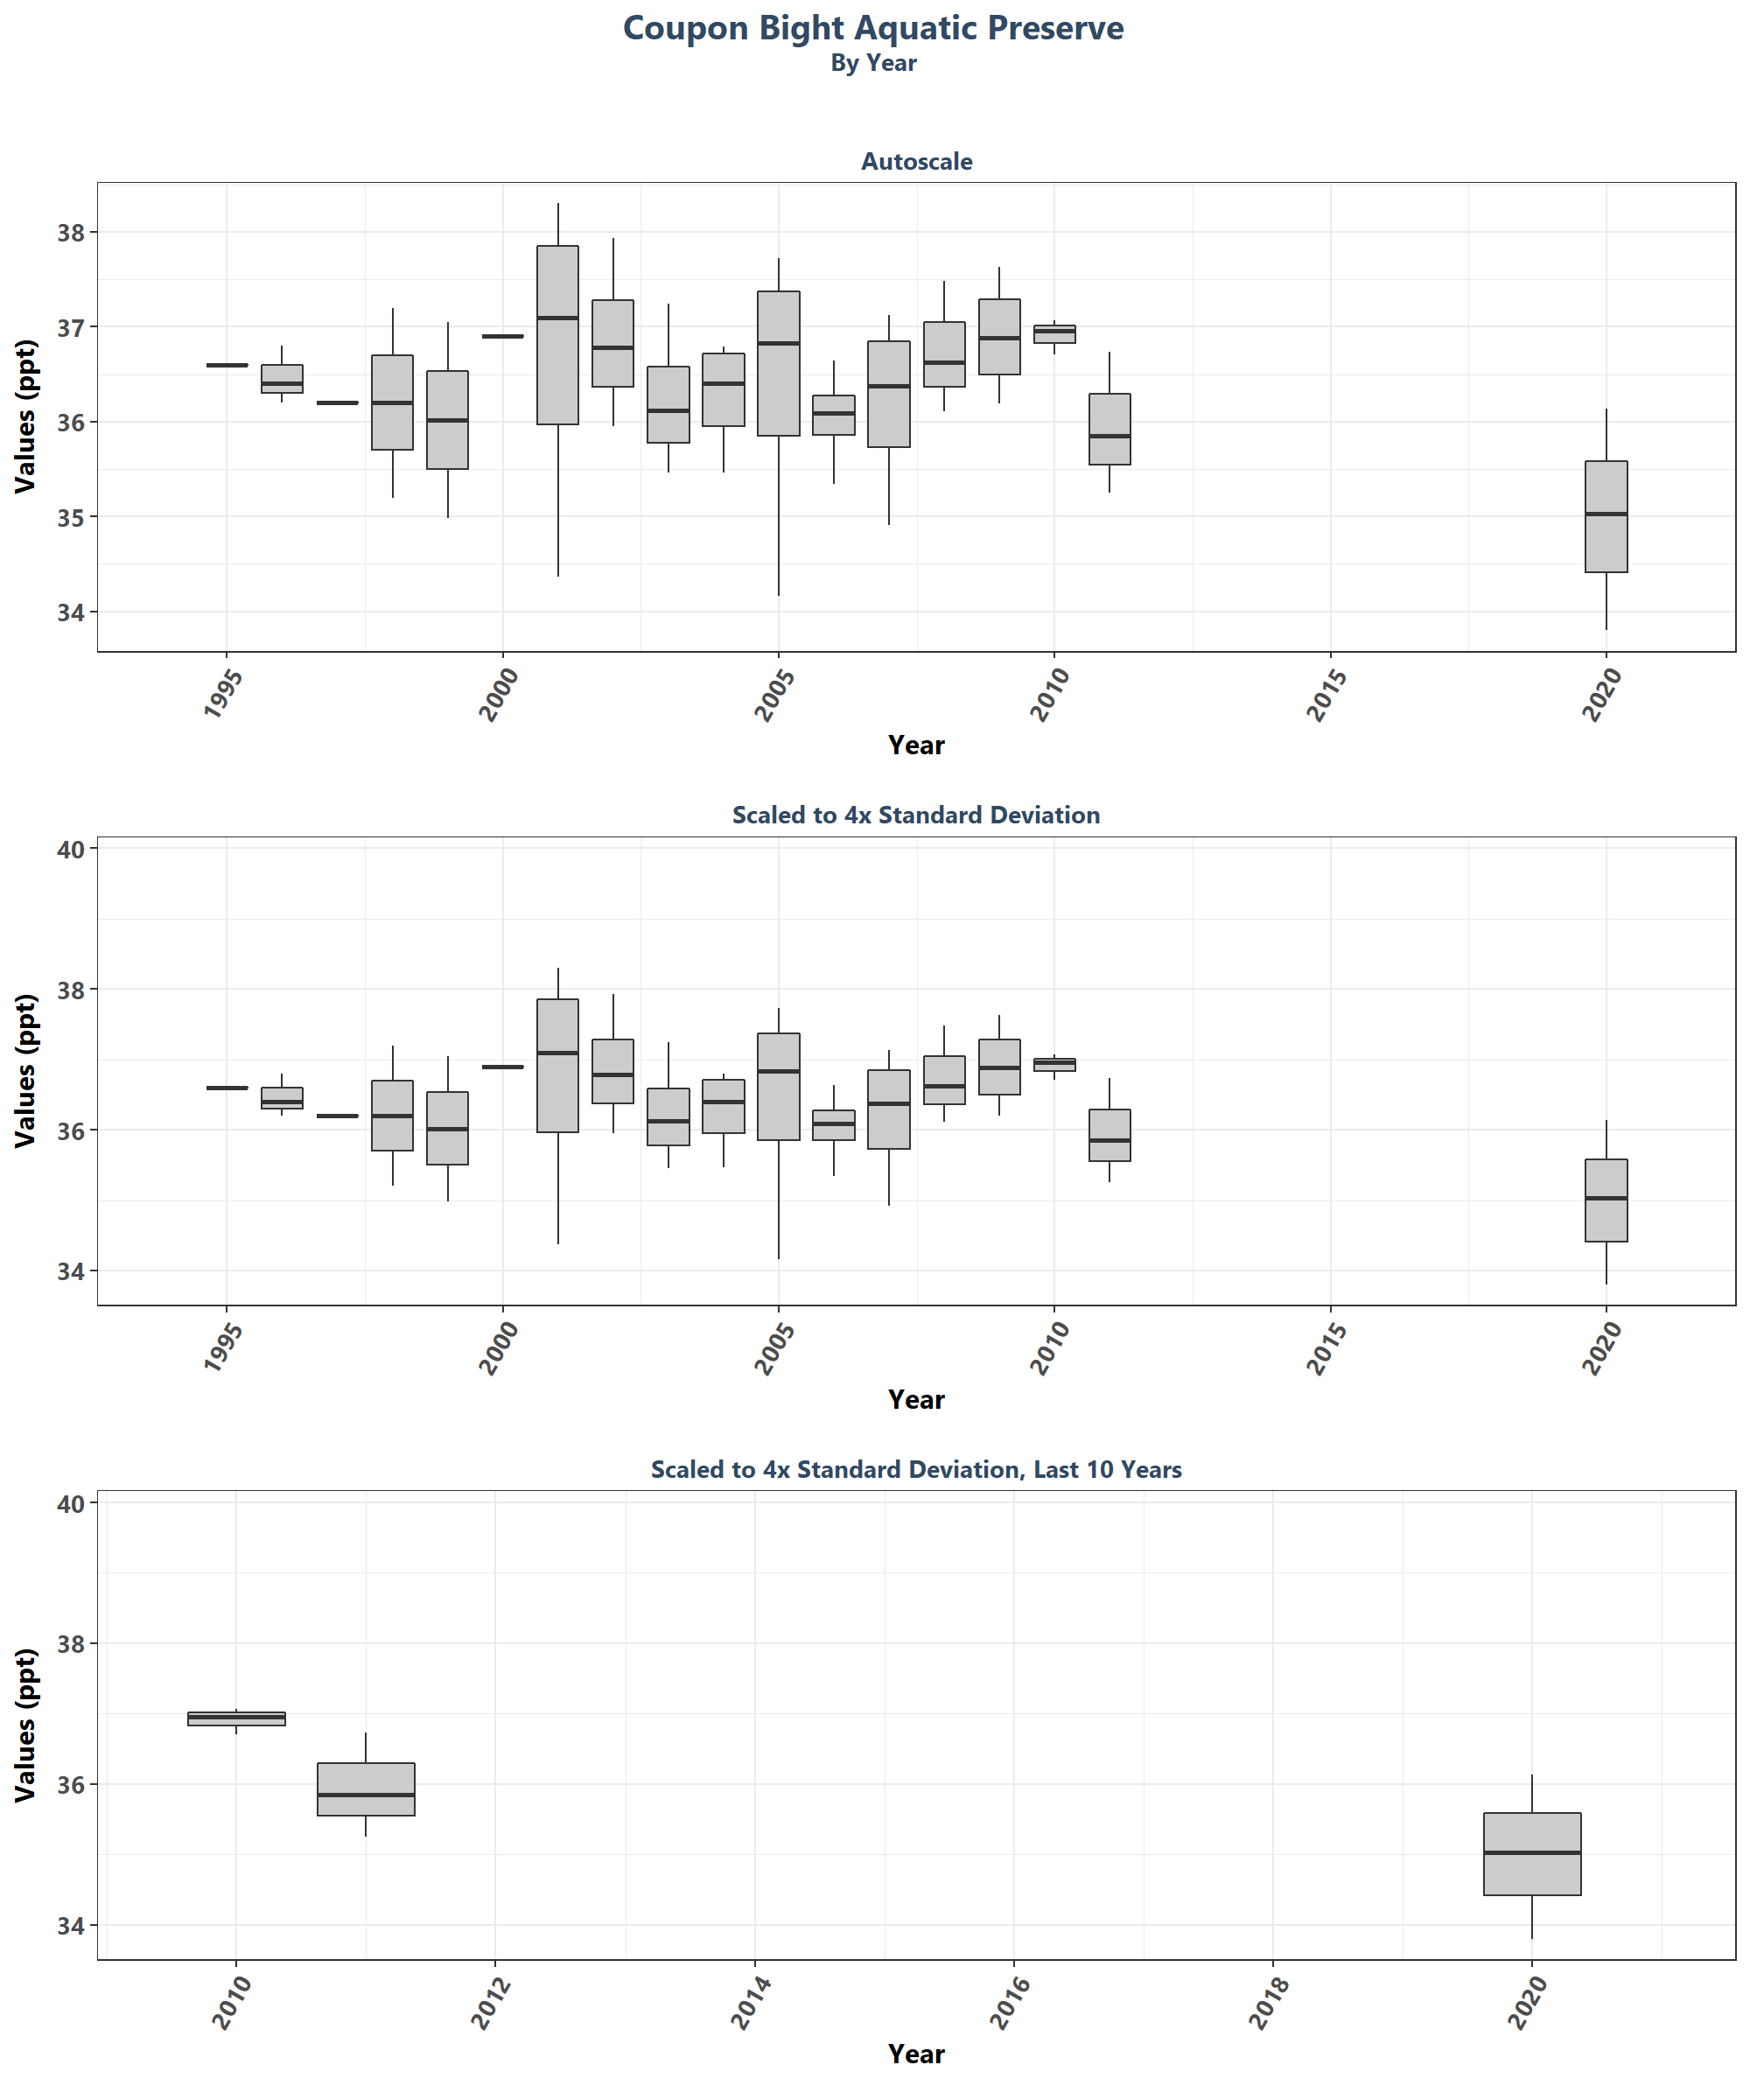 Coupon Bight Aquatic Preserve
By Year
Autoscale
Values (ppt)
38
37
36
35
34
1995 2000 2005 2010 2015 2020
Year
Scaled to 4x Standard Deviation
Values (ppt)
40
38
36
34
1995 2000 2005 2010 2015 2020
Year
Scaled to 4x Standard Deviation, Last 10 Years
Values (ppt)
40
38
36
34
2010 2012 2014 2016 2018 2020
Year